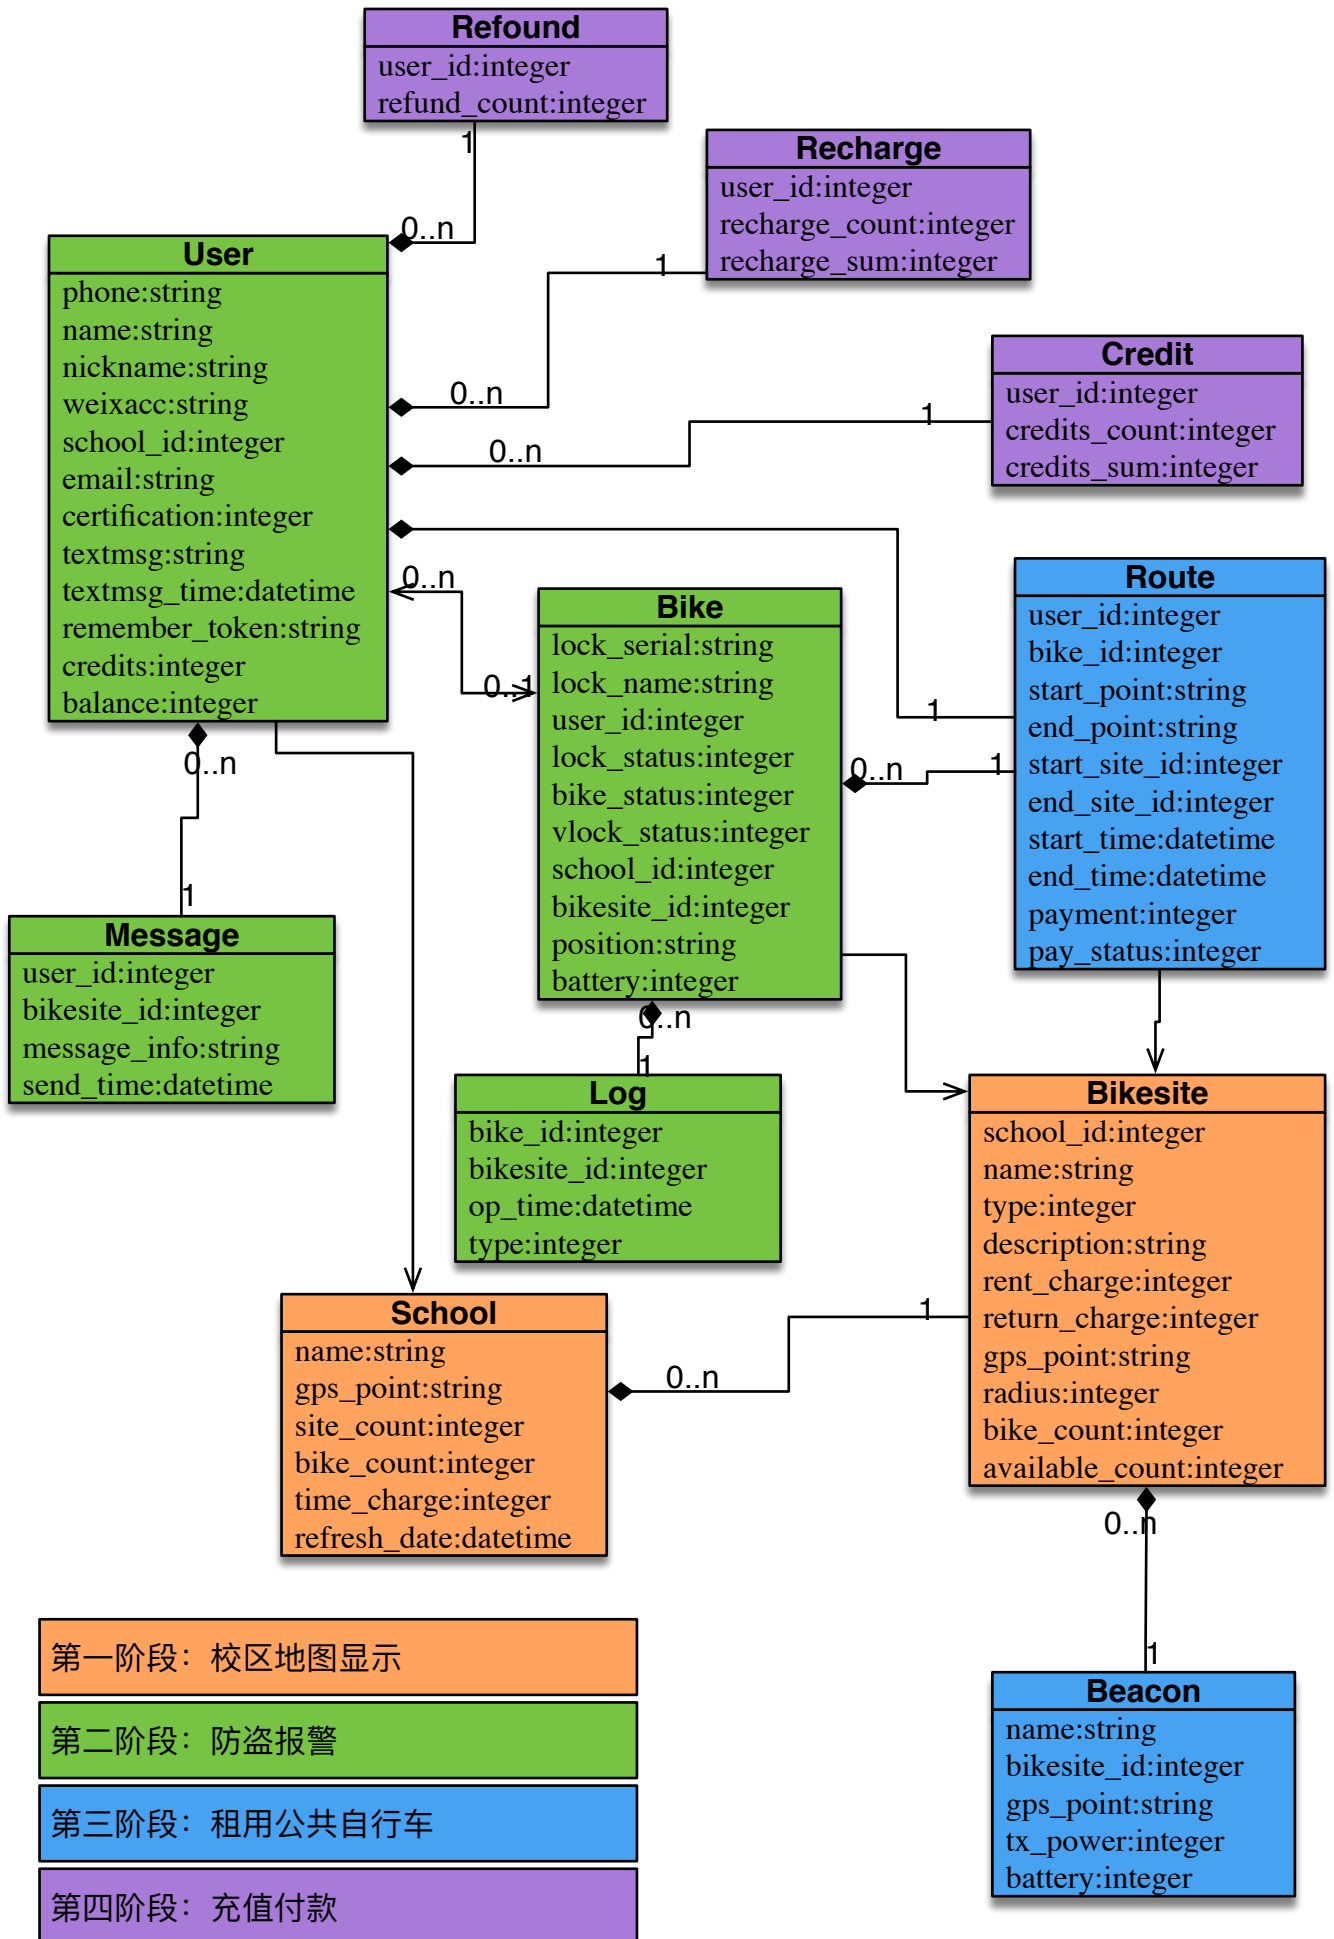 Refound
user_id:integer
refund_count:integer
1
0..n
Recharge
user_id:integer
recharge_count:integer
recharge_sum:integer
1
0..n
User
phone:string
name:string
nickname:string
weixacc:string
school_id:integer
email:string
certification:integer
textmsg:string
textmsg_time:datetime
remember_token:string
credits:integer
balance:integer
Credit
user_id:integer
credits_count:integer
credits_sum:integer
1
0..n
0..n
0..1
Bike
lock_serial:string
lock_name:string
user_id:integer
lock_status:integer
bike_status:integer
vlock_status:integer
school_id:integer
bikesite_id:integer
position:string
battery:integer
Route
user_id:integer
bike_id:integer
start_point:string
end_point:string
start_site_id:integer
end_site_id:integer
start_time:datetime
end_time:datetime
payment:integer
pay_status:integer
1
0..n
1
0..n
1
Message
user_id:integer
bikesite_id:integer
message_info:string
send_time:datetime
0..n
1
Log
bike_id:integer
bikesite_id:integer
op_time:datetime
type:integer
Bikesite
school_id:integer
name:string
type:integer
description:string
rent_charge:integer
return_charge:integer
gps_point:string
radius:integer
bike_count:integer
available_count:integer
School
name:string
gps_point:string
site_count:integer
bike_count:integer
time_charge:integer
refresh_date:datetime
1
0..n
0..n
1
Beacon
name:string
bikesite_id:integer
gps_point:string
tx_power:integer
battery:integer
第一阶段：校区地图显示
第二阶段：防盗报警
第三阶段：租用公共自行车
第四阶段：充值付款